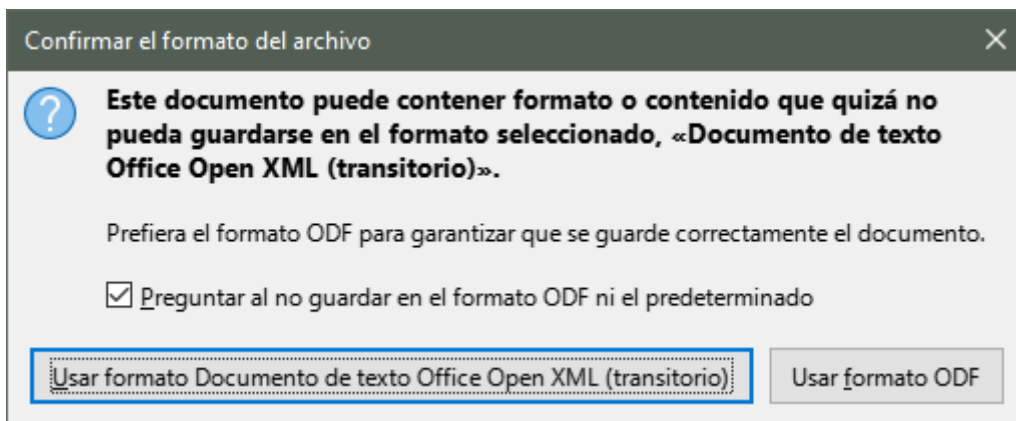 Confirmar el formato del archivo
Este documento puede contener formato o contenido que quizá no
pueda guardarse en el formato seleccionado, «Documento de texto
Office Open XML (transitorio)».
Prefiera el formato ODF para garantizar que se guarde correctamente el documento.
Preguntar al no guardar en el formato ODF ni el predeterminado
Usar formato Documento de texto Office Open XML (transitorio)
Usar formato ODF